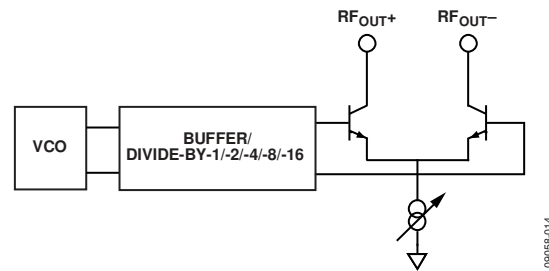 RFOUT+
RFOUT–
VCO
BUFFER/
DIVIDE-BY-1/-2/-4/-8/-16
09058-014